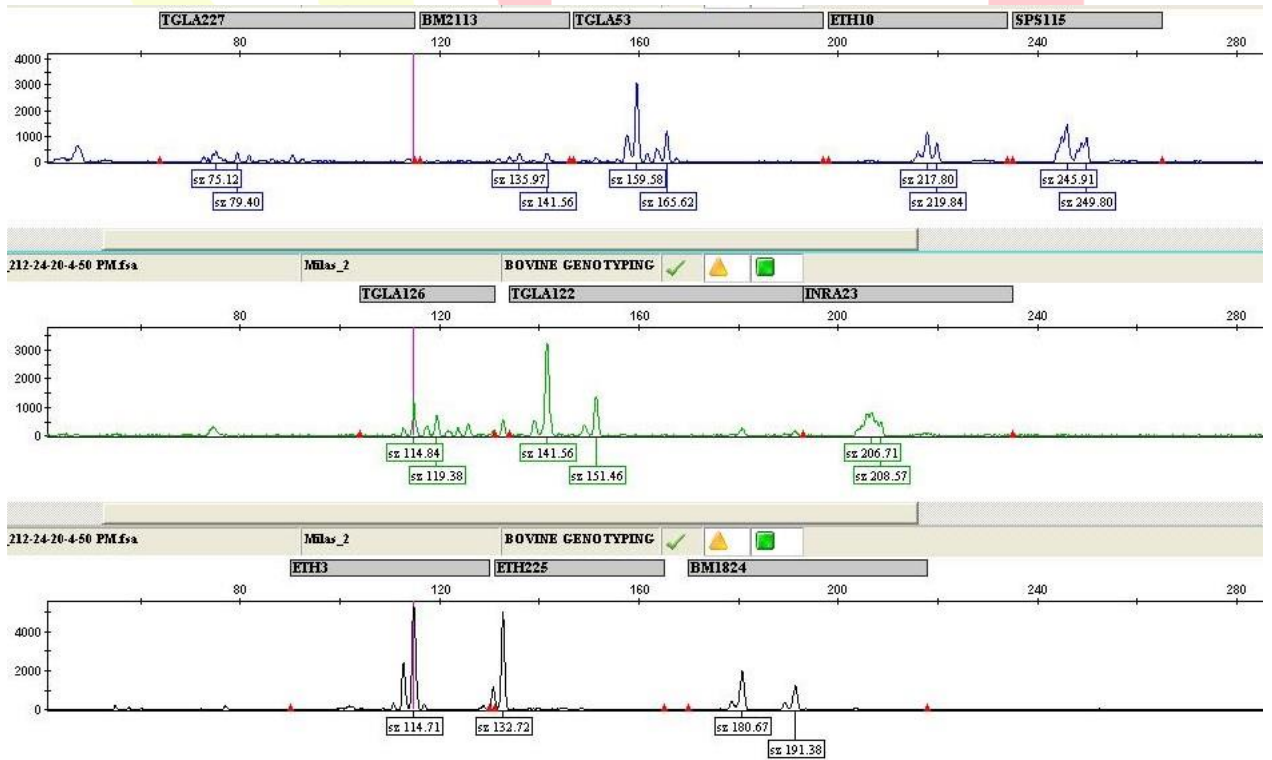 TGLA227 BM2113 TGLA53 ETH10 SPS115
80 120 160 200 240 280
4000
3000
2000
1000
0
sz 75.12 sz 135.97 sz 159.58 sz 217.80 sz 245.91
sz 79.40 sz 141.56 sz 165.62 sz 219.84 sz 249.80
_212-24-20-4-50 PM.fsa Milas_2 BOVINE GENOTYPING
TGLA126 TGLA122 INRA23
80 120 160 200 240 280
3000
2000
1000
0
sz 114.84 sz 141.56 sz 206.71
sz 119.38 sz 151.46 sz 208.57
_212-24-20-4-50 PM.fsa Milas_2 BOVINE GENOTYPING
ETH3 ETH225 BM1824
80 120 160 200 240 280
4000
2000
0
sz 114.71 sz 132.72 sz 180.67
sz 191.38